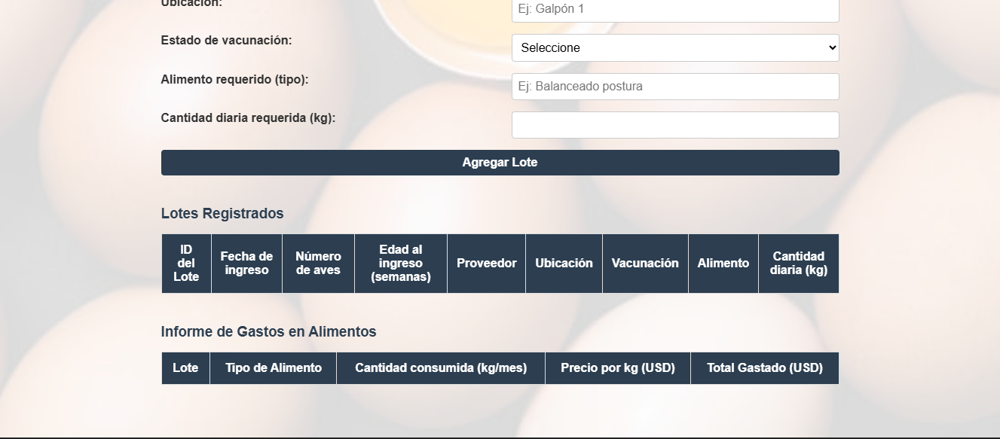 Ubicación:
Ej: Galpón 1
Estado de vacunación:
Seleccione
Alimento requerido (tipo):
Ej: Balanceado postura
Cantidad diaria requerida (kg):
Agregar Lote
Lotes Registrados
ID
del
Lote
Fecha de
ingreso
Número
de aves
Edad al
ingreso
(semanas)
Proveedor
Ubicación
Vacunación
Alimento
Cantidad
diaria (kg)
Informe de Gastos en Alimentos
Lote
Tipo de Alimento
Cantidad consumida (kg/mes)
Precio por kg (USD)
Total Gastado (USD)